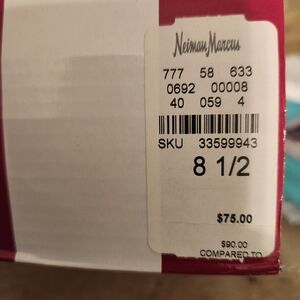 Neiman Marcus
777 58 633
0692 00008
40 059 4
SKU 33599943
8 1/2
$75.00
$90.00
COMPARED TO